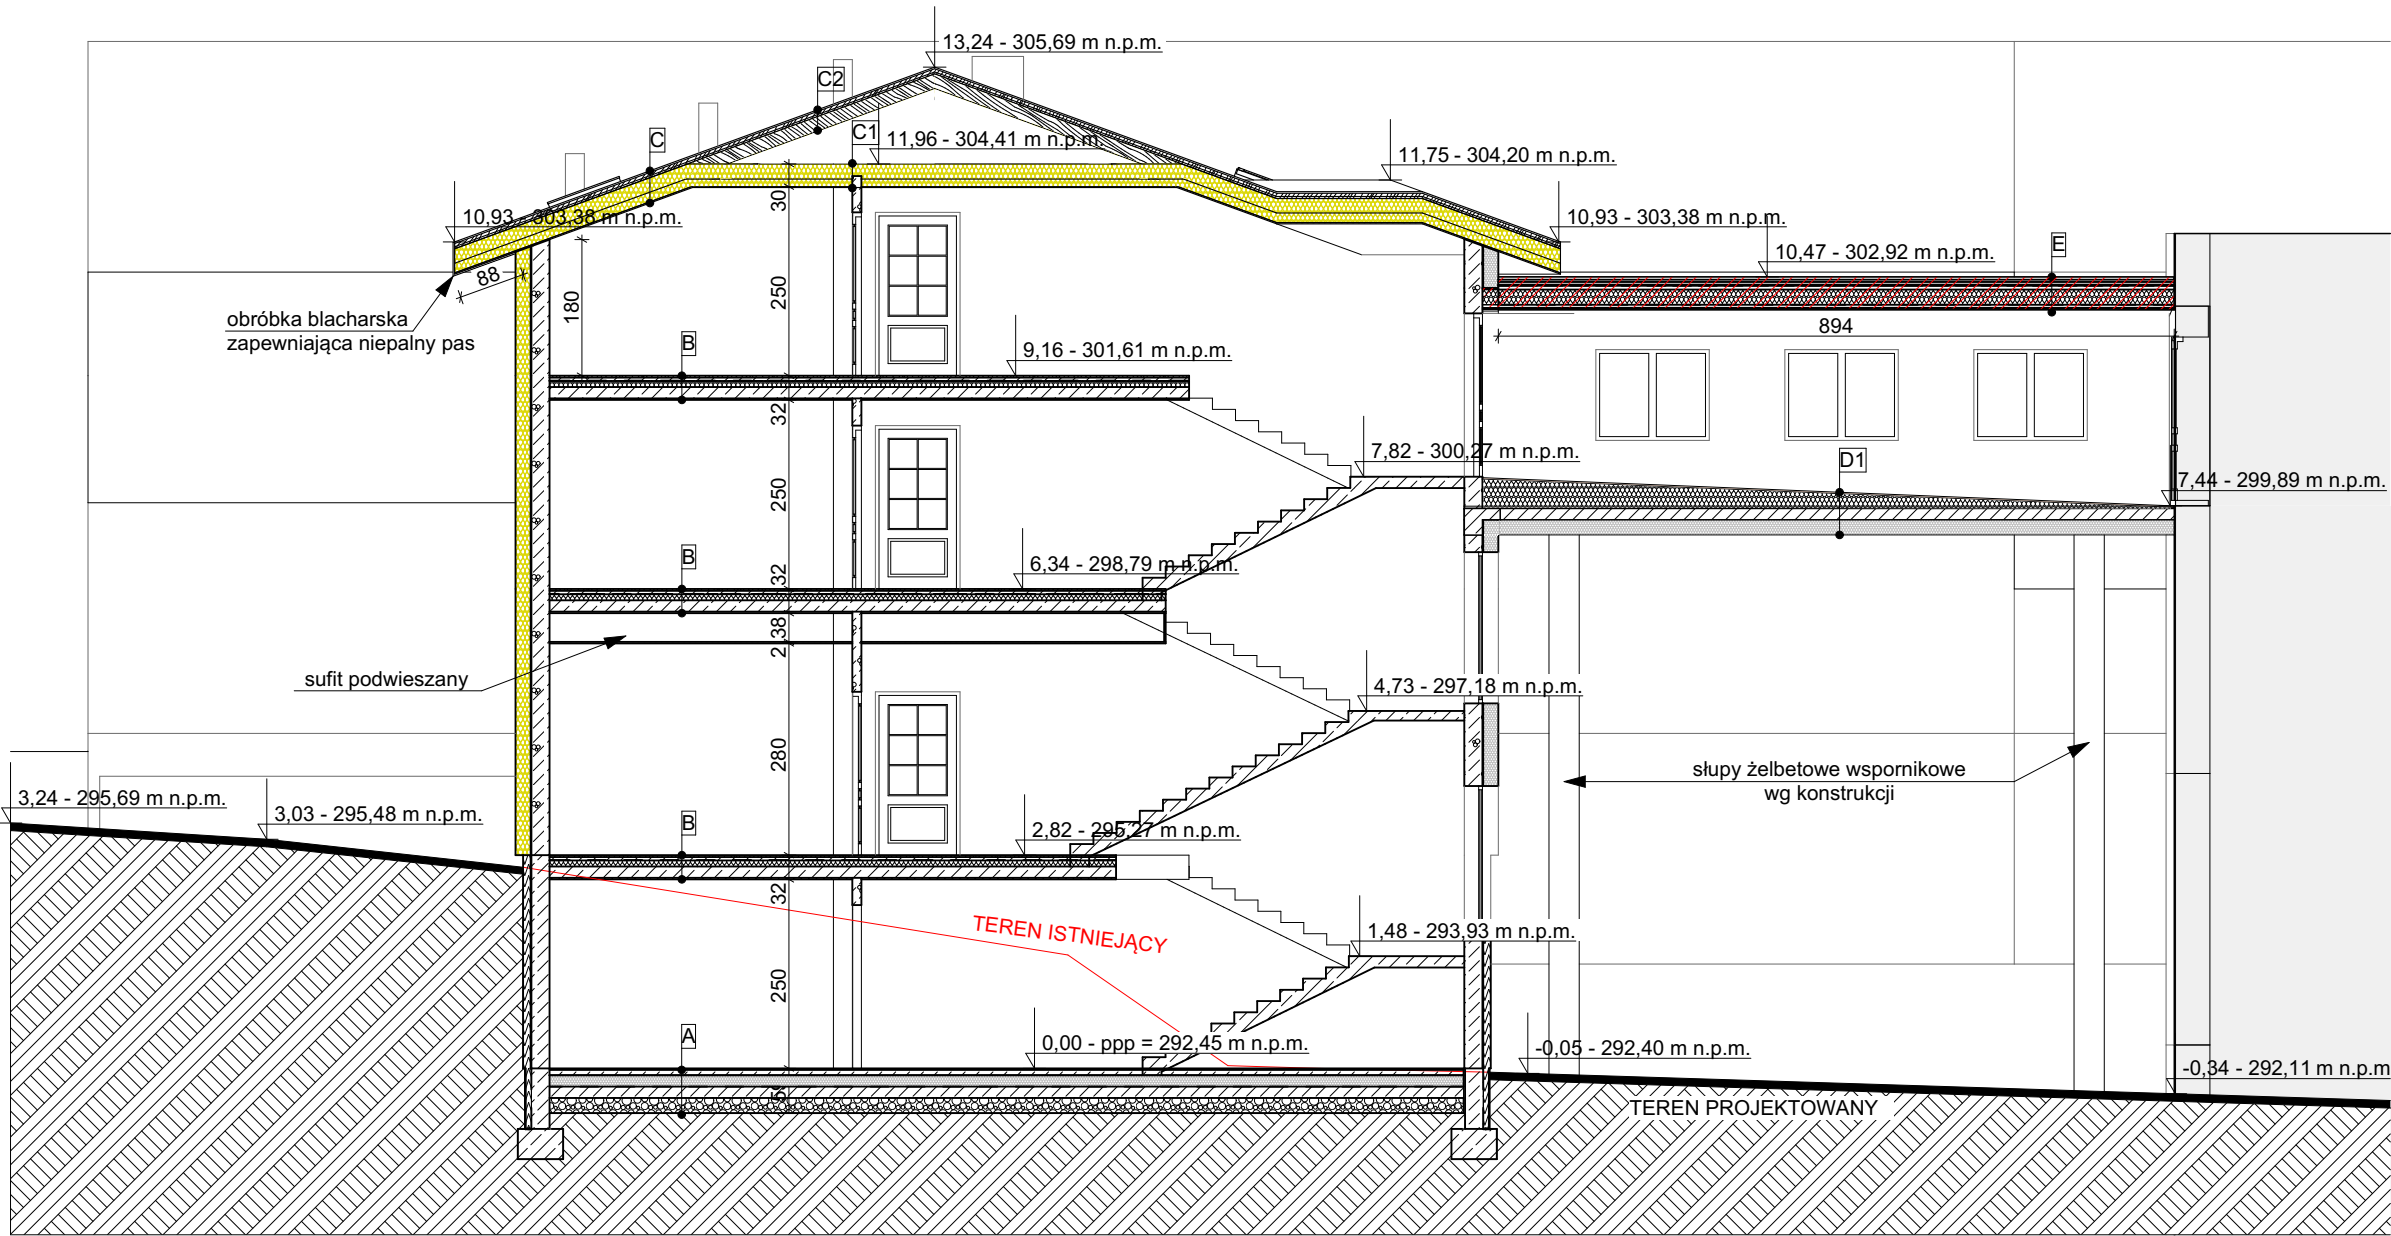 13,24 - 305,69 m n.p.m.
C2
C
C1
11,96 - 304,41 m n.p.m.
11,75 - 304,20 m n.p.m.
30
10,93 - 303,38 m n.p.m.
10,93 - 303,38 m n.p.m.
E
10,47 - 302,92 m n.p.m.
88
obróbka blacharska
zapewniająca niepalny pas
180
250
894
B
9,16 - 301,61 m n.p.m.
32
7,82 - 300,27 m n.p.m.
D1
7,44 - 299,89 m n.p.m.
250
B
32
6,34 - 298,79 m n.p.m.
38
2
sufit podwieszany
4,73 - 297,18 m n.p.m.
280
słupy żelbetowe wspornikowe
wg konstrukcji
3,24 - 295,69 m n.p.m.
3,03 - 295,48 m n.p.m.
B
2,82 - 295,27 m n.p.m.
32
TEREN ISTNIEJĄCY
1,48 - 293,93 m n.p.m.
250
A
0,00 - ppp = 292,45 m n.p.m.
-0,05 - 292,40 m n.p.m.
-0,34 - 292,11 m n.p.m
TEREN PROJEKTOWANY